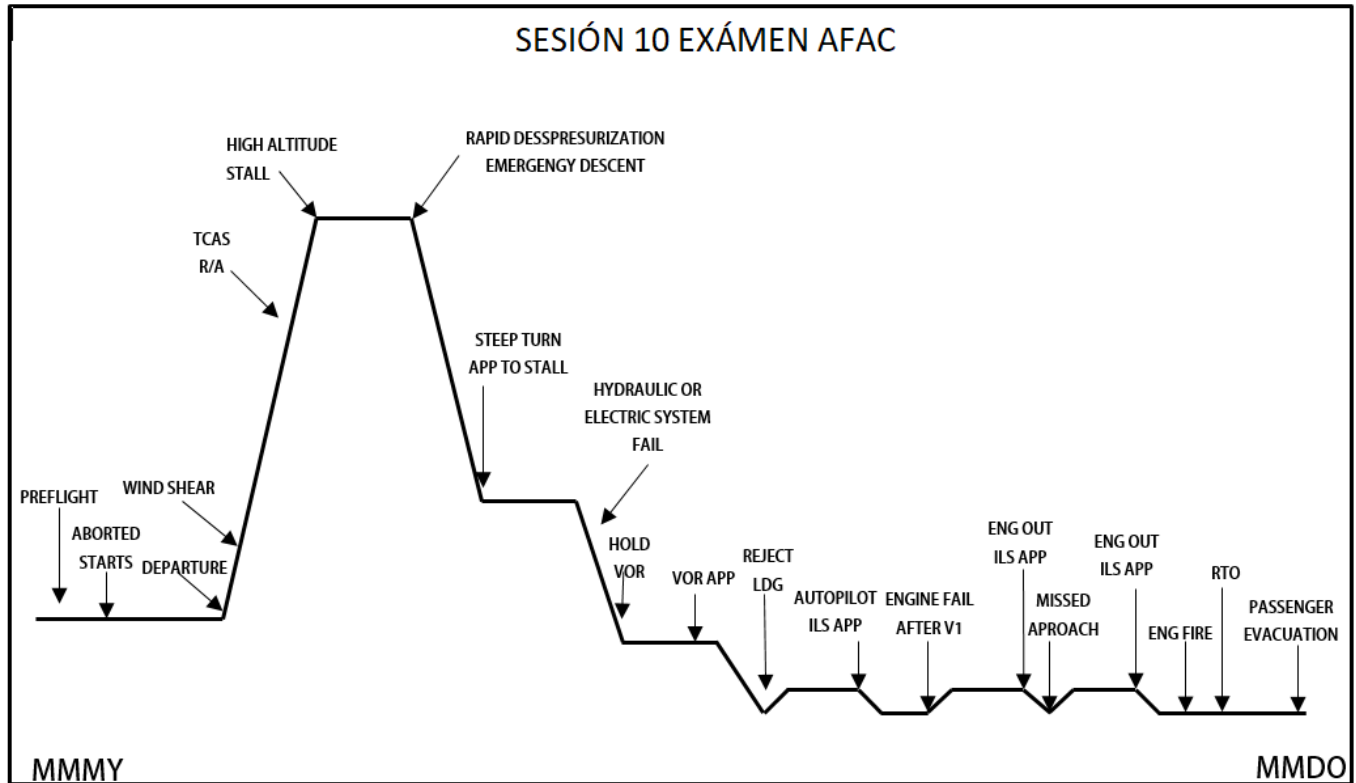 SESIÓN 10 EXÁMEN AFAC
HIGH ALTITUDE
STALL
RAPID DESSPRESURIZATION
EMERGENGY DESCENT
TCAS
R/A
STEEP TURN
APP TO STALL
HYDRAULIC OR
ELECTRIC SYSTEM
FAIL
PREFLIGHT
WIND SHEAR
ABORTED
STARTS
DEPARTURE
HOLD
VOR
VOR APP
REJECT
LDG
AUTOPILOT
ILS APP
ENGINE FAIL
AFTER V1
ENG OUT
ILS APP
MISSED
APROACH
ENG OUT
ILS APP
ENG FIRE
RTO
PASSENGER
EVACUATION
MMMY
MMDO